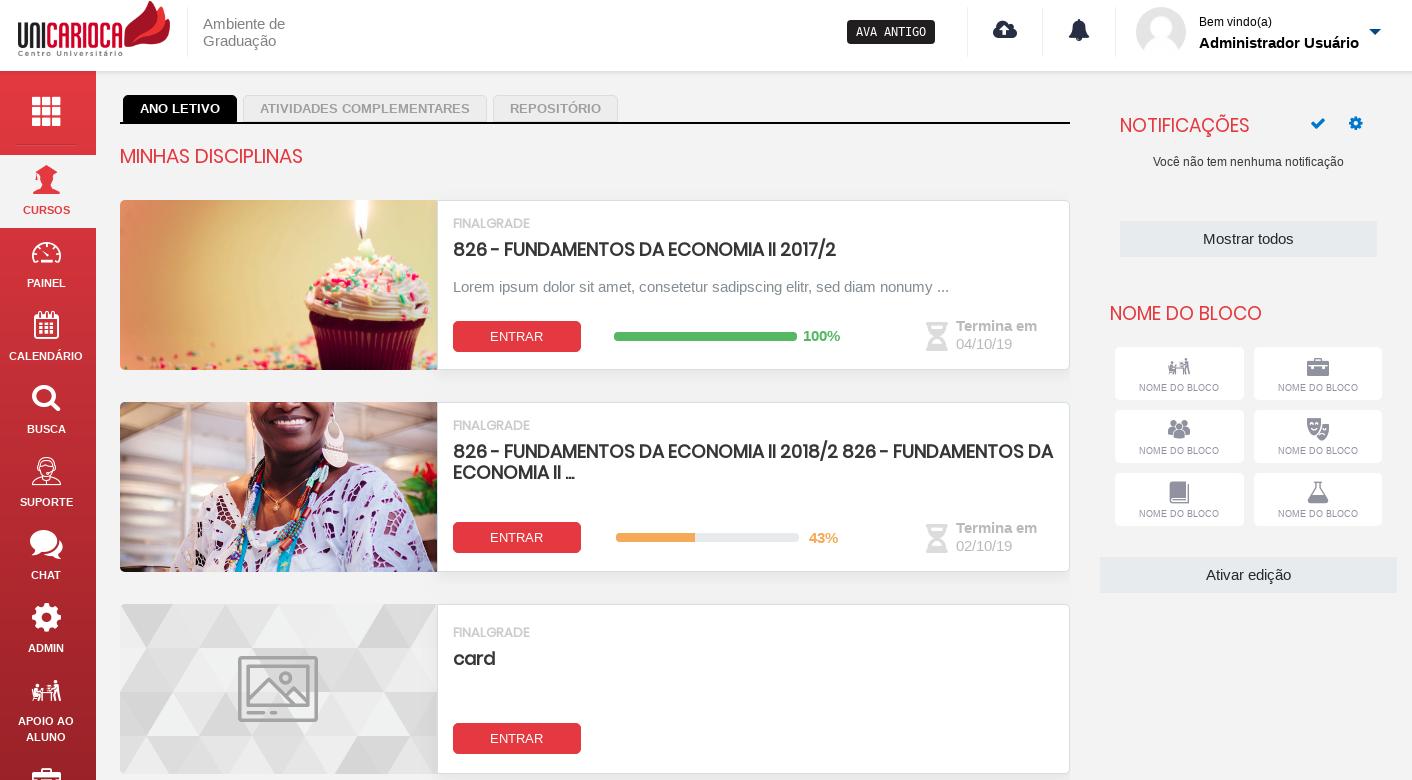 UNICARIOCA
Centro Universitário
Ambiente de
Graduação
AVA ANTIGO
Bem vindo(a)
Administrador Usuário
CURSOS
PAINEL
CALENDÁRIO
BUSCA
SUPORTE
CHAT
ADMIN
APOIO AO
ALUNO
ANO LETIVO
ATIVIDADES COMPLEMENTARES
REPOSITÓRIO
MINHAS DISCIPLINAS
FINALGRADE
826 - FUNDAMENTOS DA ECONOMIA II 2017/2
Lorem ipsum dolor sit amet, consetetur sadipscing elitr, sed diam nonumy ...
ENTRAR
100%
Termina em
04/10/19
FINALGRADE
826 - FUNDAMENTOS DA ECONOMIA II 2018/2 826 - FUNDAMENTOS DA
ECONOMIA II ...
ENTRAR
43%
Termina em
02/10/19
FINALGRADE
card
ENTRAR
NOTIFICAÇÕES
Você não tem nenhuma notificação
Mostrar todos
NOME DO BLOCO
NOME DO BLOCO
NOME DO BLOCO
NOME DO BLOCO
NOME DO BLOCO
NOME DO BLOCO
NOME DO BLOCO
Ativar edição